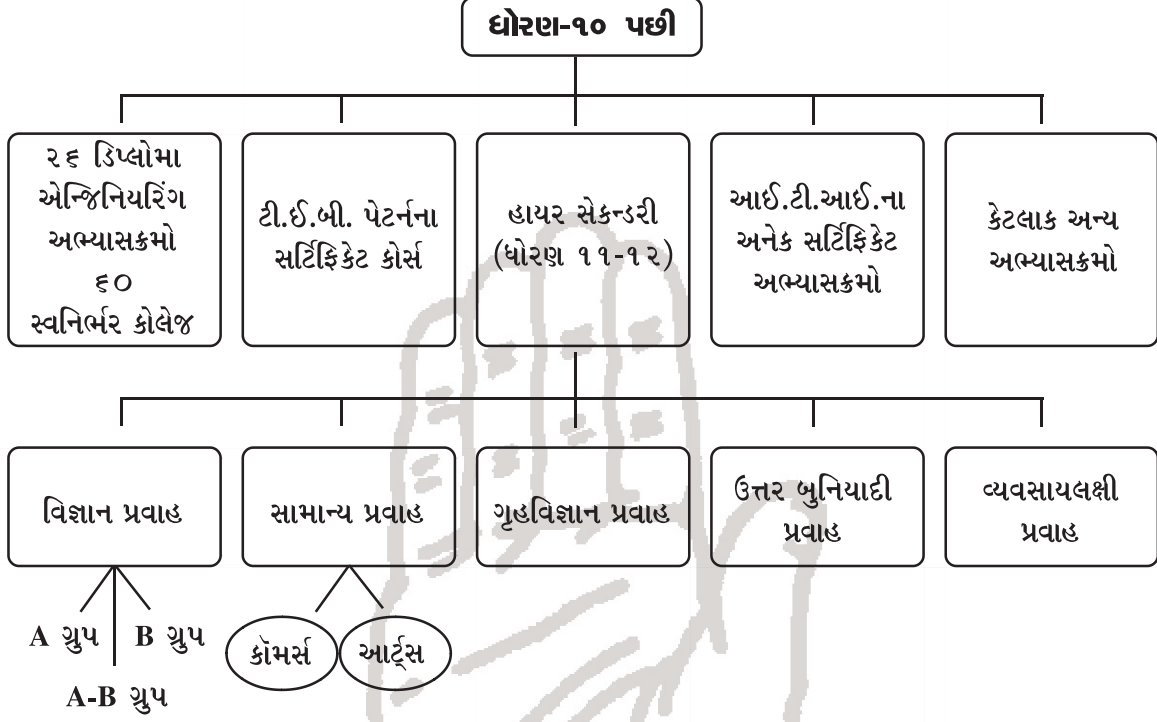 ધોરણ-૧૦ પછી
૨૬ ડિપ્લોમા
એન્જિનિયરિંગ
અભ્યાસક્રમો
૬૦
સ્વનિર્ભર કોલેજ
ટી.ઈ.બી. પેટર્નના
સર્ટિફિકેટ કોર્સ
હાયર સેકન્ડરી
(ધોરણ ૧૧-૧૨)
આઈ.ટી.આઈ.ના
અનેક સર્ટિફિકેટ
અભ્યાસક્રમો
કેટલાક અન્ય
અભ્યાસક્રમો
વિજ્ઞાન પ્રવાહ
સામાન્ય પ્રવાહ
ગૃહવિજ્ઞાન પ્રવાહ
ઉત્તર બુનિયાદી
પ્રવાહ
વ્યવસાયલક્ષી
પ્રવાહ
A ગ્રુપ
B ગ્રુપ
A-B ગ્રુપ
કૉમર્સ
આર્ટ્સ